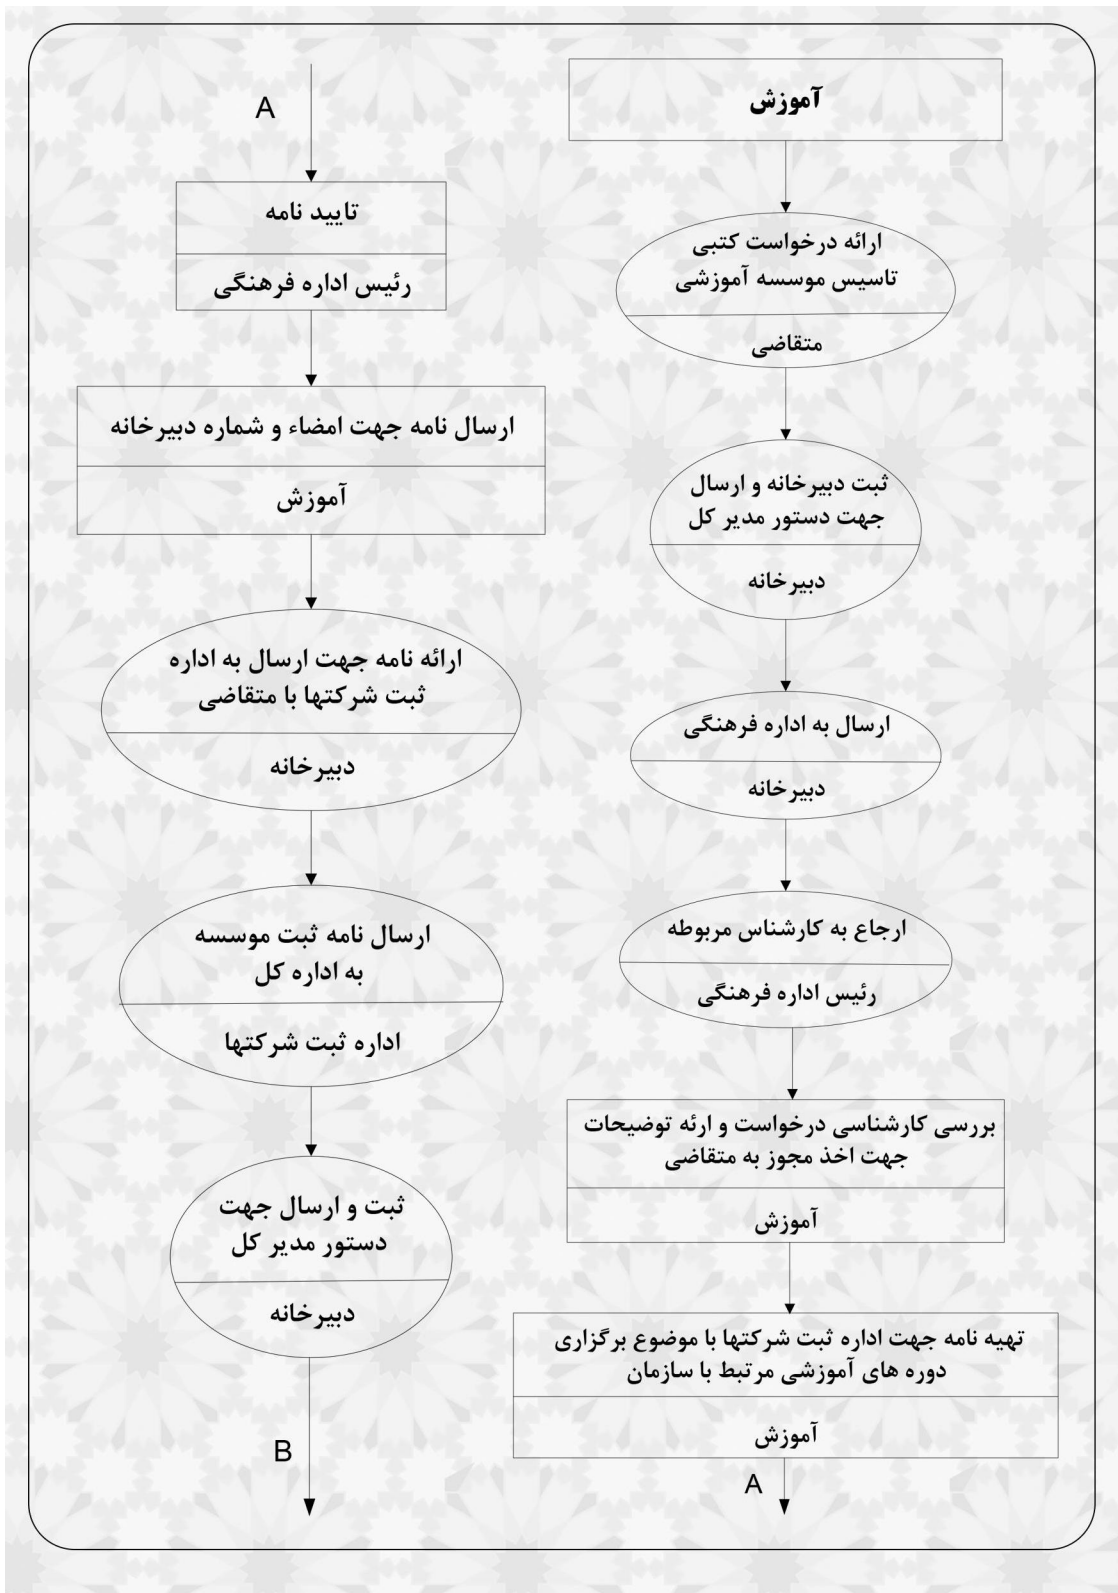 آموزش
ارائه درخواست کتبی
تاسیس موسسه آموزشی
متقاضی
ثبت دبیرخانه و ارسال
جهت دستور مدیر کل
دبیرخانه
ارسال به اداره فرهنگی
دبیرخانه
ارجاع به کارشناس مربوطه
رئیس اداره فرهنگی
بررسی کارشناسی درخواست و ارئه توضیحات
جهت اخذ مجوز به متقاضی
آموزش
تهیه نامه جهت اداره ثبت شرکتها با موضوع برگزاری
دوره های آموزشی مرتبط با سازمان
آموزش
A
A
تایید نامه
رئیس اداره فرهنگی
ارسال نامه جهت امضاء و شماره دبیرخانه
آموزش
ارائه نامه جهت ارسال به اداره
ثبت شرکتها با متقاضی
دبیرخانه
ارسال نامه ثبت موسسه
به اداره کل
اداره ثبت شرکتها
ثبت و ارسال جهت
دستور مدیر کل
دبیرخانه
B